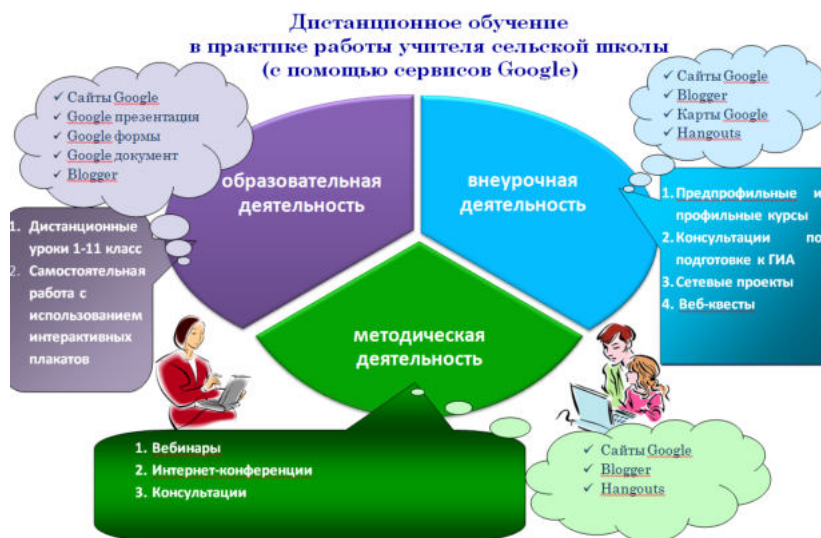 Дистанционное обучение
в практике работы учителя сельской школы
(с помощью сервисов Google)
✓ Сайты Google
✓ Google презентация
✓ Google формы
✓ Google документ
✓ Blogger
✓ Сайты Google
✓ Blogger
✓ Карты Google
✓ Hangouts
образовательная
деятельность
внеурочная
деятельность
1. Дистанционные
уроки 1-11 класс
2. Самостоятельная
работа с
использованием
интерактивных
плакатов
1. Предпрофильные и
профильные курсы
2. Консультации по
подготовке к ГИА
3. Сетевые проекты
4. Веб-квесты
методическая
деятельность
1. Вебинары
2. Интернет-конференции
3. Консультации
✓ Сайты Google
✓ Blogger
✓ Hangouts